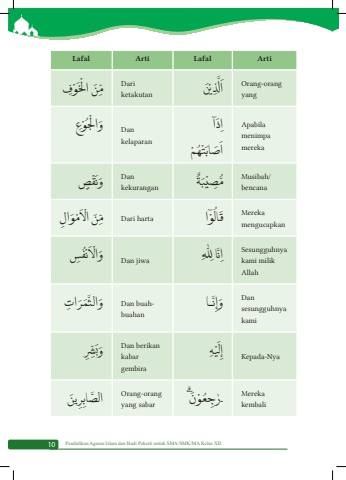 Lafal Arti Lafal Arti
مِّنَ الْخَوْفِ Dari ketakutan الَّذِيْنَ Orang-orang yang
وَالْجُوْعِ Dan kelaparan اِذَآ اَصَابَتْهُمْ Apabila menimpa mereka
وَنَقْصٍ Dan kekurangan مُّصِيْبَةٌ Musibah/ bencana
مِّنَ الْاَمْوَالِ Dari harta قَالُوْٓا Mereka mengucapkan
وَالْاَنْفُسِ Dan jiwa اِنَّا لِلّٰهِ Sesungguhnya kami milik Allah
وَالثَّمَرٰتِ Dan buah- buahan وَاِنَّآ Dan sesungguhnya kami
وَبَشِّرِ Dan berikan kabar gembira اِلَيْهِ Kepada-Nya
الصَّابِرِيْنَ Orang-orang yang sabar رٰجِعُوْنَۗ Mereka kembali
10 Pendidikan Agama Islam dan Budi Pekerti untuk SMA/SMK/MA Kelas XII